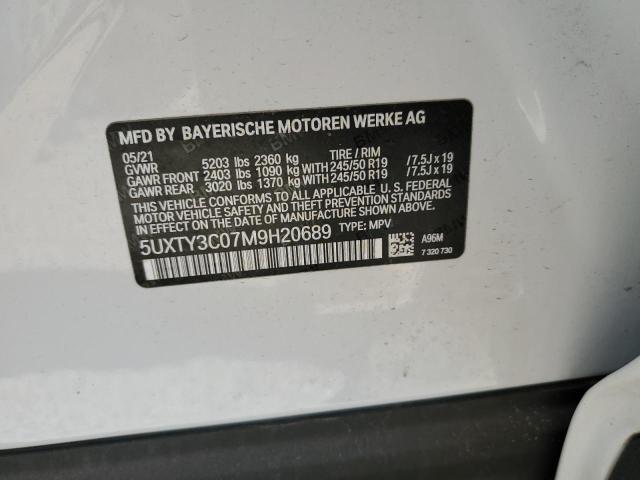 MFD BY BAYERISCHE MOTOREN WERKE AG
05/21 TIRE / RIM
GVWR 5203 lbs 2360 kg
GAWR FRONT 2403 lbs 1090 kg WITH 245/50 R19 /7.5J x 19
GAWR REAR 3020 lbs 1370 kg WITH 245/50 R19 /7.5J x 19
THIS VEHICLE CONFORMS TO ALL APPLICABLE U. S. FEDERAL
MOTOR VEHICLE SAFETY, BUMPER, AND THEFT PREVENTION STANDARDS
IN EFFECT ON THE DATE OF MANUFACTURE SHOWN ABOVE.
5UXTY3C07M9H20689 TYPE: MPV
A96M
7 320 730